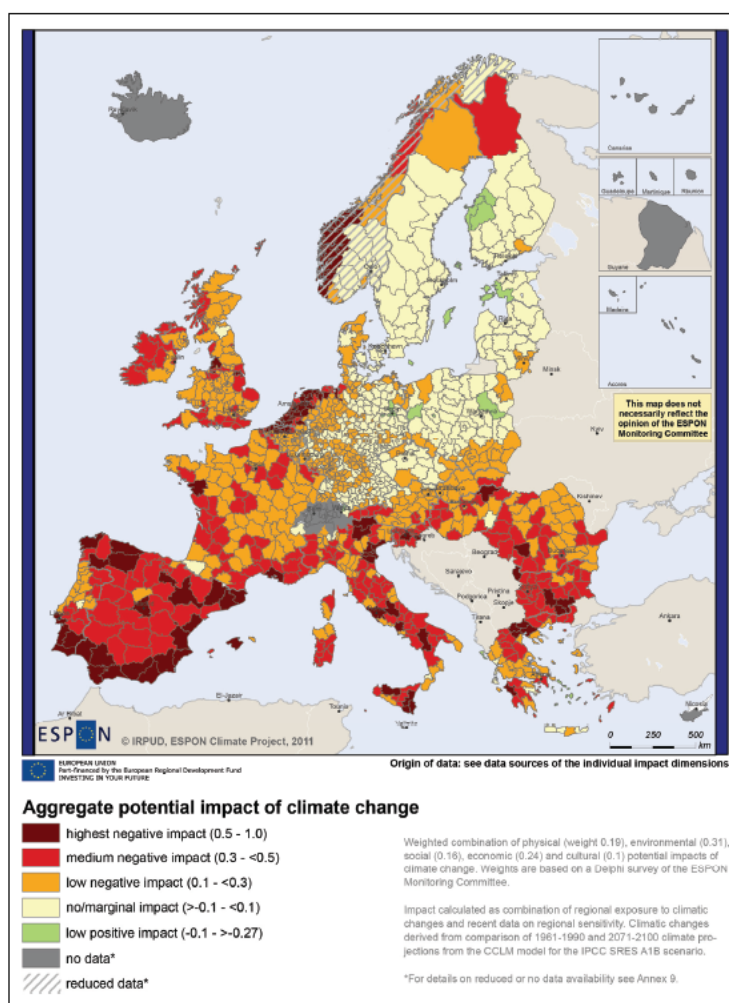 Reykjavik
Canarias
Guadeloupe
Martinique
Réunion
Guyane
Madeira
Acores
This map does not
necessarily reflect the
opinion of the ESPON
Monitoring Committee
Oslo
Helsinki
Tallinn
Riga
Minsk
Kiev
Kishinev
Beograd
Sarajevo
Podgorica
Pristina
Skopje
Tirana
Ankara
El-Jazair
Tounis
Valletta
Nicosia
ESPON
© IRPUD, ESPON Climate Project, 2011
0 250 500
km
EUROPEAN UNION
Part-financed by the European Regional Development Fund
INVESTING IN YOUR FUTURE
Origin of data: see data sources of the individual impact dimensions
Aggregate potential impact of climate change
highest negative impact (0.5 - 1.0)
medium negative impact (0.3 - <0.5)
low negative impact (0.1 - <0.3)
no/marginal impact (>-0.1 - <0.1)
low positive impact (-0.1 - >-0.27)
no data*
reduced data*
Weighted combination of physical (weight 0.19), environmental (0.31),
social (0.16), economic (0.24) and cultural (0.1) potential impacts of
climate change. Weights are based on a Delphi survey of the ESPON
Monitoring Committee.
Impact calculated as combination of regional exposure to climatic
changes and recent data on regional sensitivity. Climatic changes
derived from comparison of 1961-1990 and 2071-2100 climate pro-
jections from the CCLM model for the IPCC SRES A1B scenario.
*For details on reduced or no data availability see Annex 9.